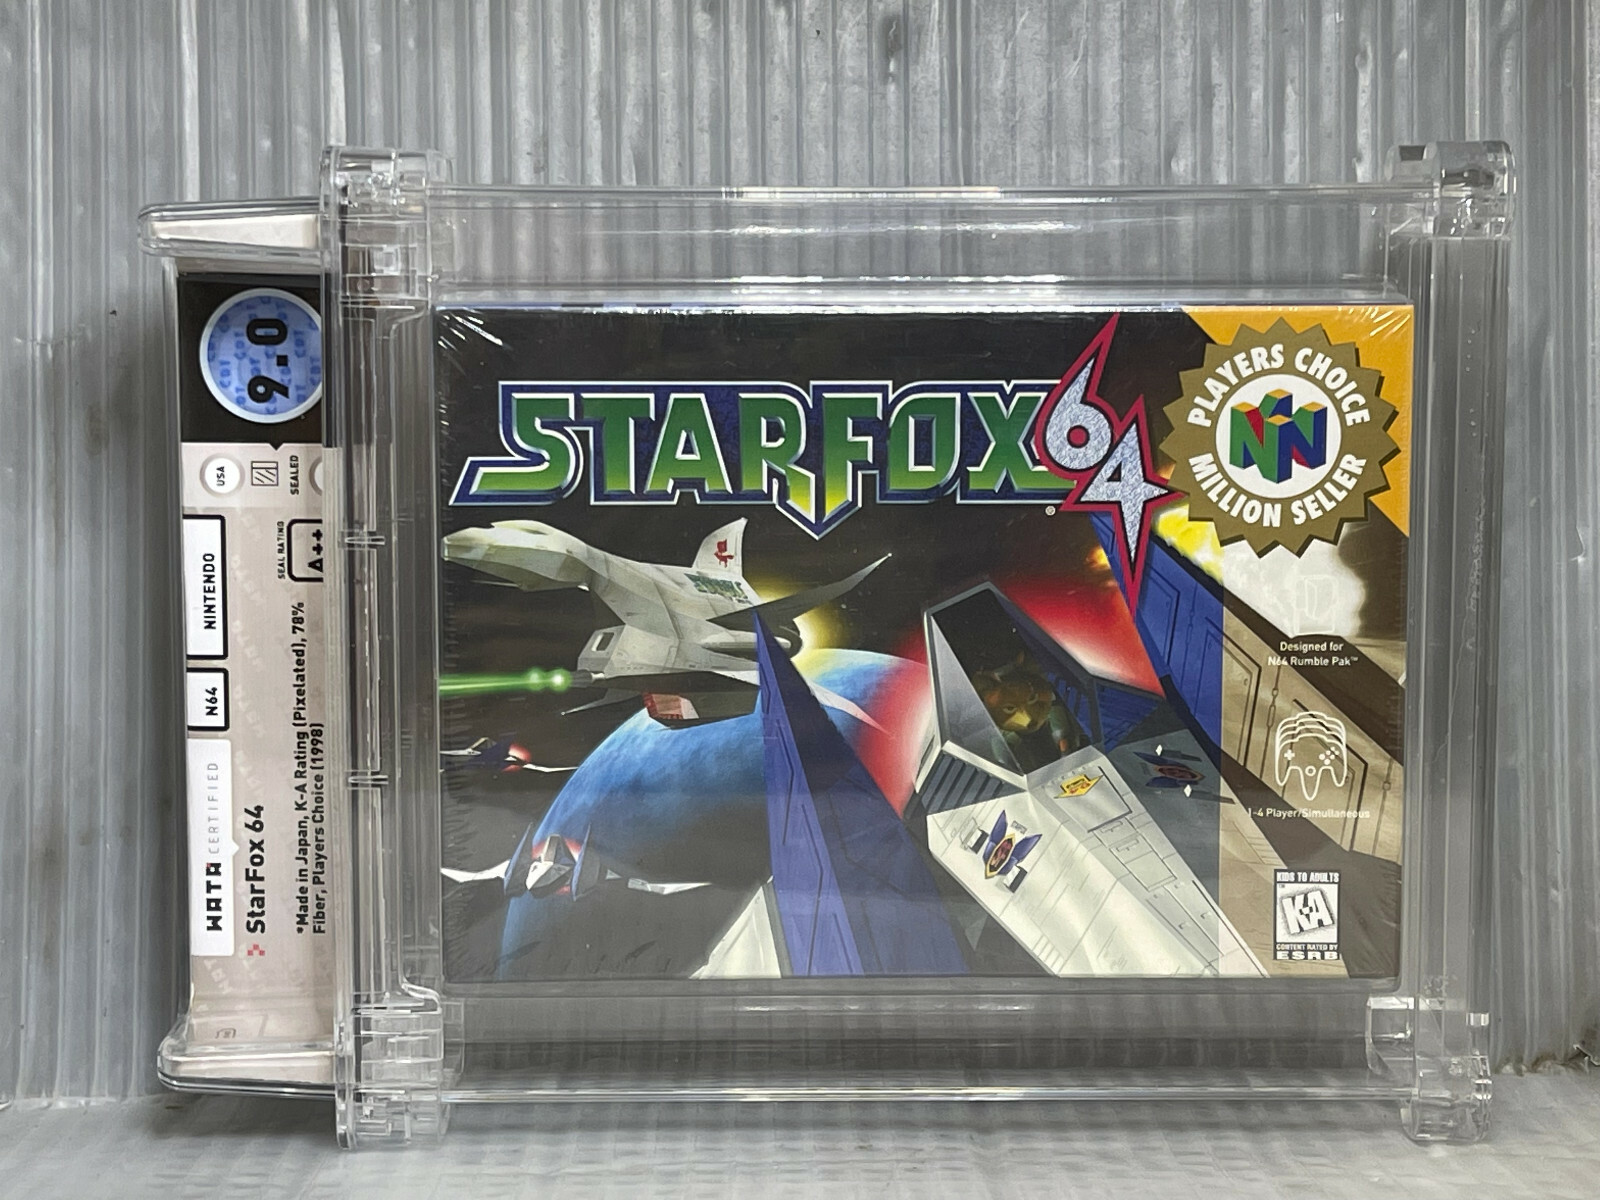 9.0
USA
SEALED
SEAL RATING
A++
NINTENDO
N64
WATA CERTIFIED
StarFox 64
*Made in Japan, K-A Rating (Pixelated), 78%
Fiber, Players Choice (1998)
STARFOX 64
®
PLAYERS CHOICE
MILLION SELLER
Designed for
N64 Rumble Pak™
1-4 Player/Simultaneous
KIDS TO ADULTS
K-A
CONTENT RATED BY
ESRB